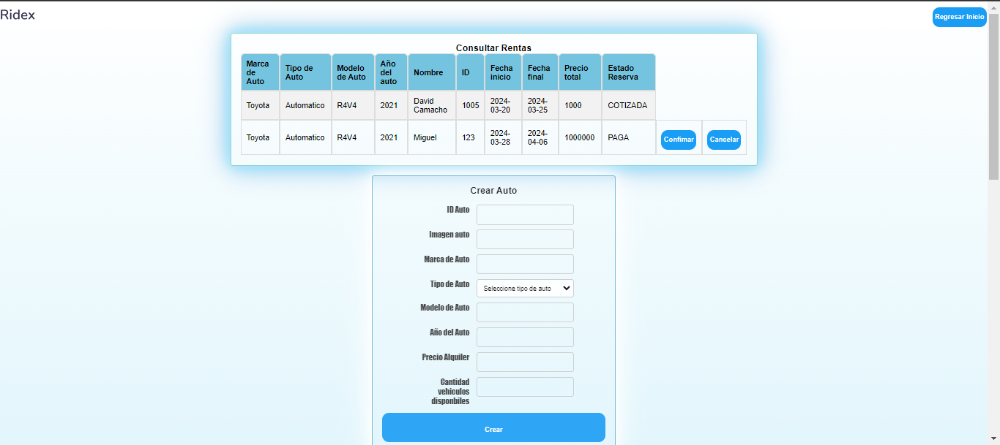 Ridex
Regresar Inicio
Consultar Rentas
Marca de Auto Tipo de Auto Modelo de Auto Año del auto Nombre ID Fecha inicio Fecha final Precio total Estado Reserva
Toyota Automatico R4V4 2021 David Camacho 1005 2024-03-20 2024-03-25 1000 COTIZADA
Toyota Automatico R4V4 2021 Miguel 123 2024-03-28 2024-04-06 1000000 PAGA Confimar Cancelar
Crear Auto
ID Auto
Imagen auto
Marca de Auto
Tipo de Auto Seleccione tipo de auto
Modelo de Auto
Año del Auto
Precio Alquiler
Cantidad
vehiculos
disponbiles
Crear